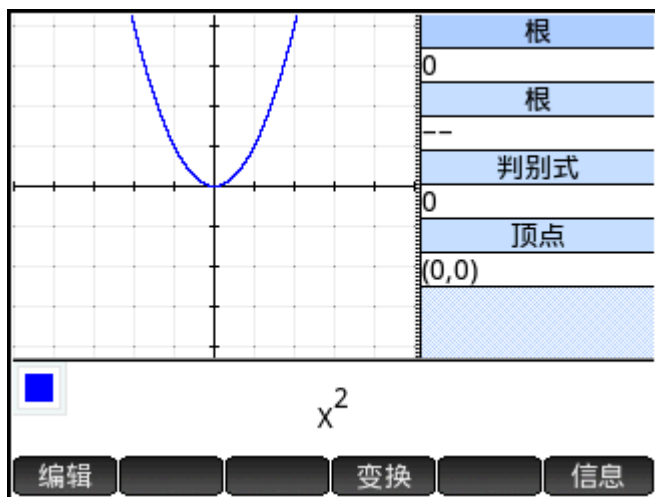 根
0
根
--
判别式
0
顶点
(0,0)
X²
编辑 变换 信息